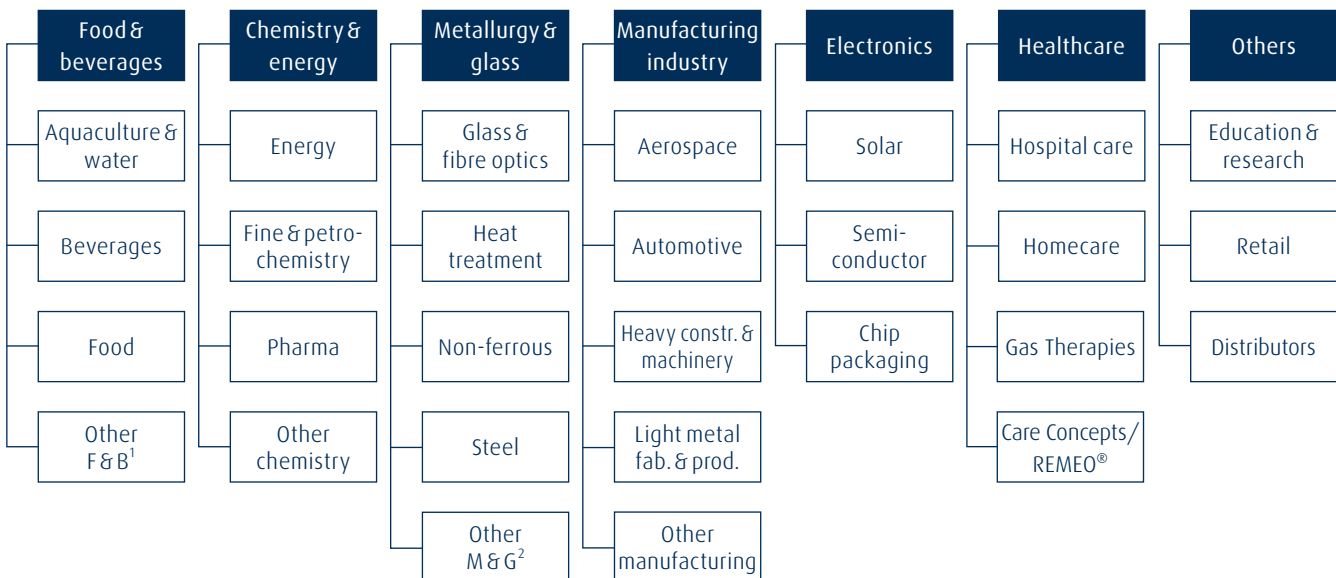 Food &
beverages
Aquaculture &
water
Beverages
Food
Other
F & B¹
Chemistry &
energy
Energy
Fine & petro-
chemistry
Pharma
Other
chemistry
Metallurgy &
glass
Glass &
fibre optics
Heat
treatment
Non-ferrous
Steel
Other
M & G²
Manufacturing
industry
Aerospace
Automotive
Heavy constr. &
machinery
Light metal
fab. & prod.
Other
manufacturing
Electronics
Solar
Semi-
conductor
Chip
packaging
Healthcare
Hospital care
Homecare
Gas Therapies
Care Concepts/
REMEO®
Others
Education &
research
Retail
Distributors